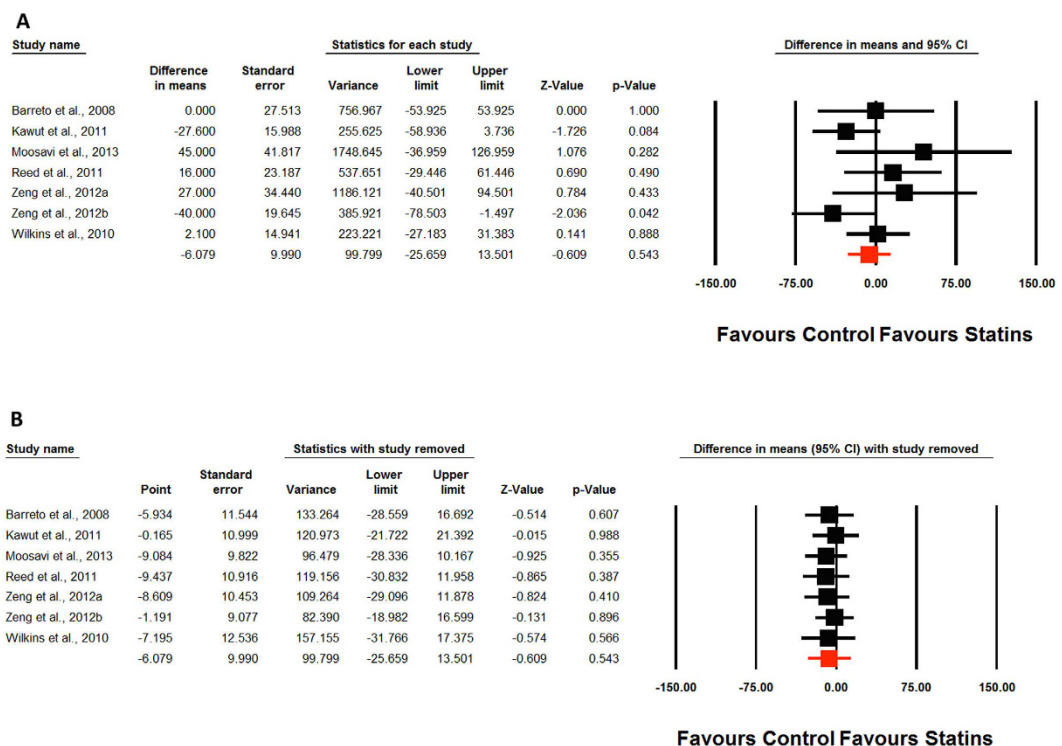 A
Study name Statistics for each study Difference in means and 95% CI
Difference Standard Lower Upper
in means error Variance limit limit Z-Value p-Value
Barreto et al., 2008 0.000 27.513 756.967 -53.925 53.925 0.000 1.000
Kawut et al., 2011 -27.600 15.988 255.625 -58.936 3.736 -1.726 0.084
Moosavi et al., 2013 45.000 41.817 1748.645 -36.959 126.959 1.076 0.282
Reed et al., 2011 16.000 23.187 537.651 -29.446 61.446 0.690 0.490
Zeng et al., 2012a 27.000 34.440 1186.121 -40.501 94.501 0.784 0.433
Zeng et al., 2012b -40.000 19.645 385.921 -78.503 -1.497 -2.036 0.042
Wilkins et al., 2010 2.100 14.941 223.221 -27.183 31.383 0.141 0.888
-6.079 9.990 99.799 -25.659 13.501 -0.609 0.543
-150.00 -75.00 0.00 75.00 150.00
Favours Control Favours Statins
B
Study name Statistics with study removed Difference in means (95% CI) with study removed
Standard Lower Upper
Point error Variance limit limit Z-Value p-Value
Barreto et al., 2008 -5.934 11.544 133.264 -28.559 16.692 -0.514 0.607
Kawut et al., 2011 -0.165 10.999 120.973 -21.722 21.392 -0.015 0.988
Moosavi et al., 2013 -9.084 9.822 96.479 -28.336 10.167 -0.925 0.355
Reed et al., 2011 -9.437 10.916 119.156 -30.832 11.958 -0.865 0.387
Zeng et al., 2012a -8.609 10.453 109.264 -29.096 11.878 -0.824 0.410
Zeng et al., 2012b -1.191 9.077 82.390 -18.982 16.599 -0.131 0.896
Wilkins et al., 2010 -7.195 12.536 157.155 -31.766 17.375 -0.574 0.566
-6.079 9.990 99.799 -25.659 13.501 -0.609 0.543
-150.00 -75.00 0.00 75.00 150.00
Favours Control Favours Statins